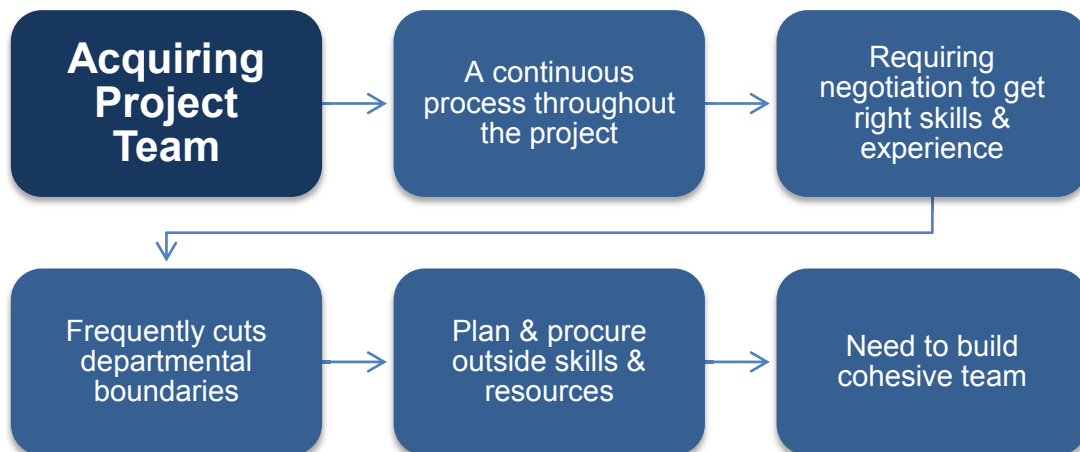 Acquiring
Project
Team
A continuous
process throughout
the project
Requiring
negotiation to get
right skills &
experience
Frequently cuts
departmental
boundaries
Plan & procure
outside skills &
resources
Need to build
cohesive team